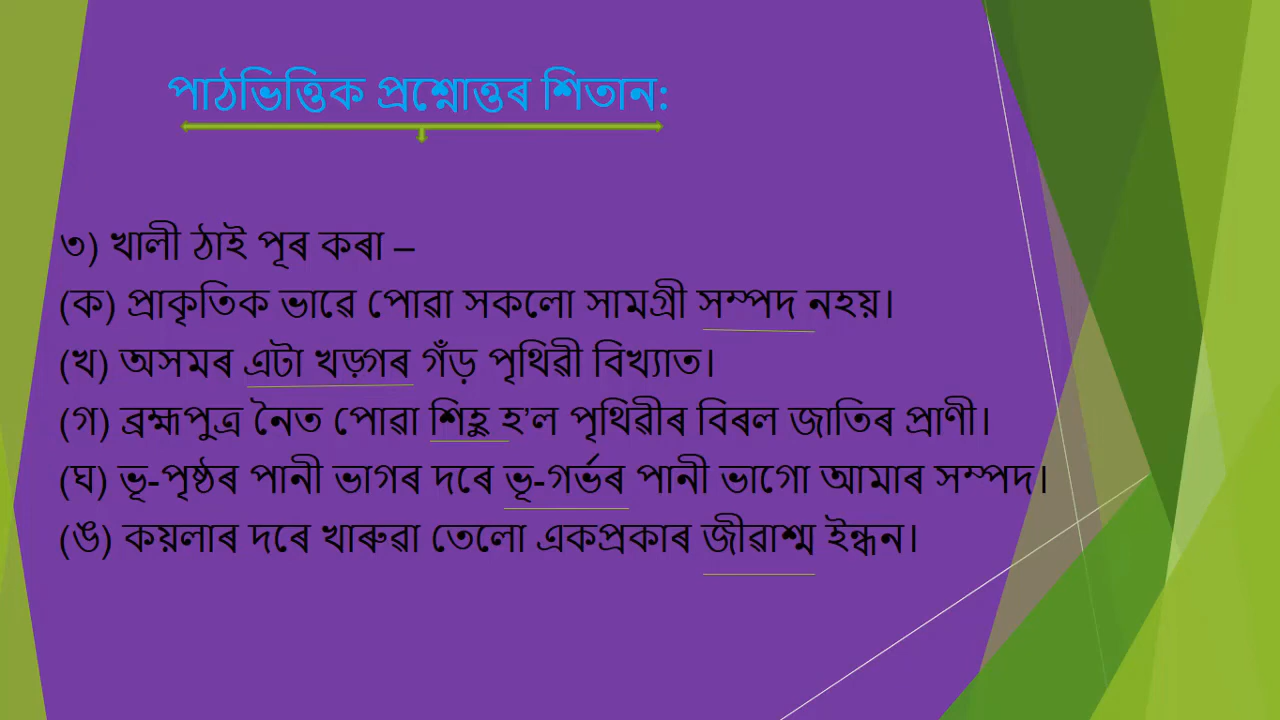 পাঠভিত্তিক প্ৰশ্নোত্তৰ শিতান:
৩) খালী ঠাই পূৰ কৰা –
(ক) প্ৰাকৃতিক ভাৱে পোৱা সকলো সামগ্ৰী সম্পদ নহয়।
(খ) অসমৰ এটা খড়্গৰ গঁড় পৃথিৱী বিখ্যাত।
(গ) ব্ৰহ্মপুত্ৰ নৈত পোৱা শিহু হ’ল পৃথিৱীৰ বিৰল জাতিৰ প্ৰাণী।
(ঘ) ভূ-পৃষ্ঠৰ পানী ভাগৰ দৰে ভূ-গৰ্ভৰ পানী ভাগো আমাৰ সম্পদ।
(ঙ) কয়লাৰ দৰে খাৰুৱা তেলো একপ্ৰকাৰ জীৱাশ্ম ইন্ধন।